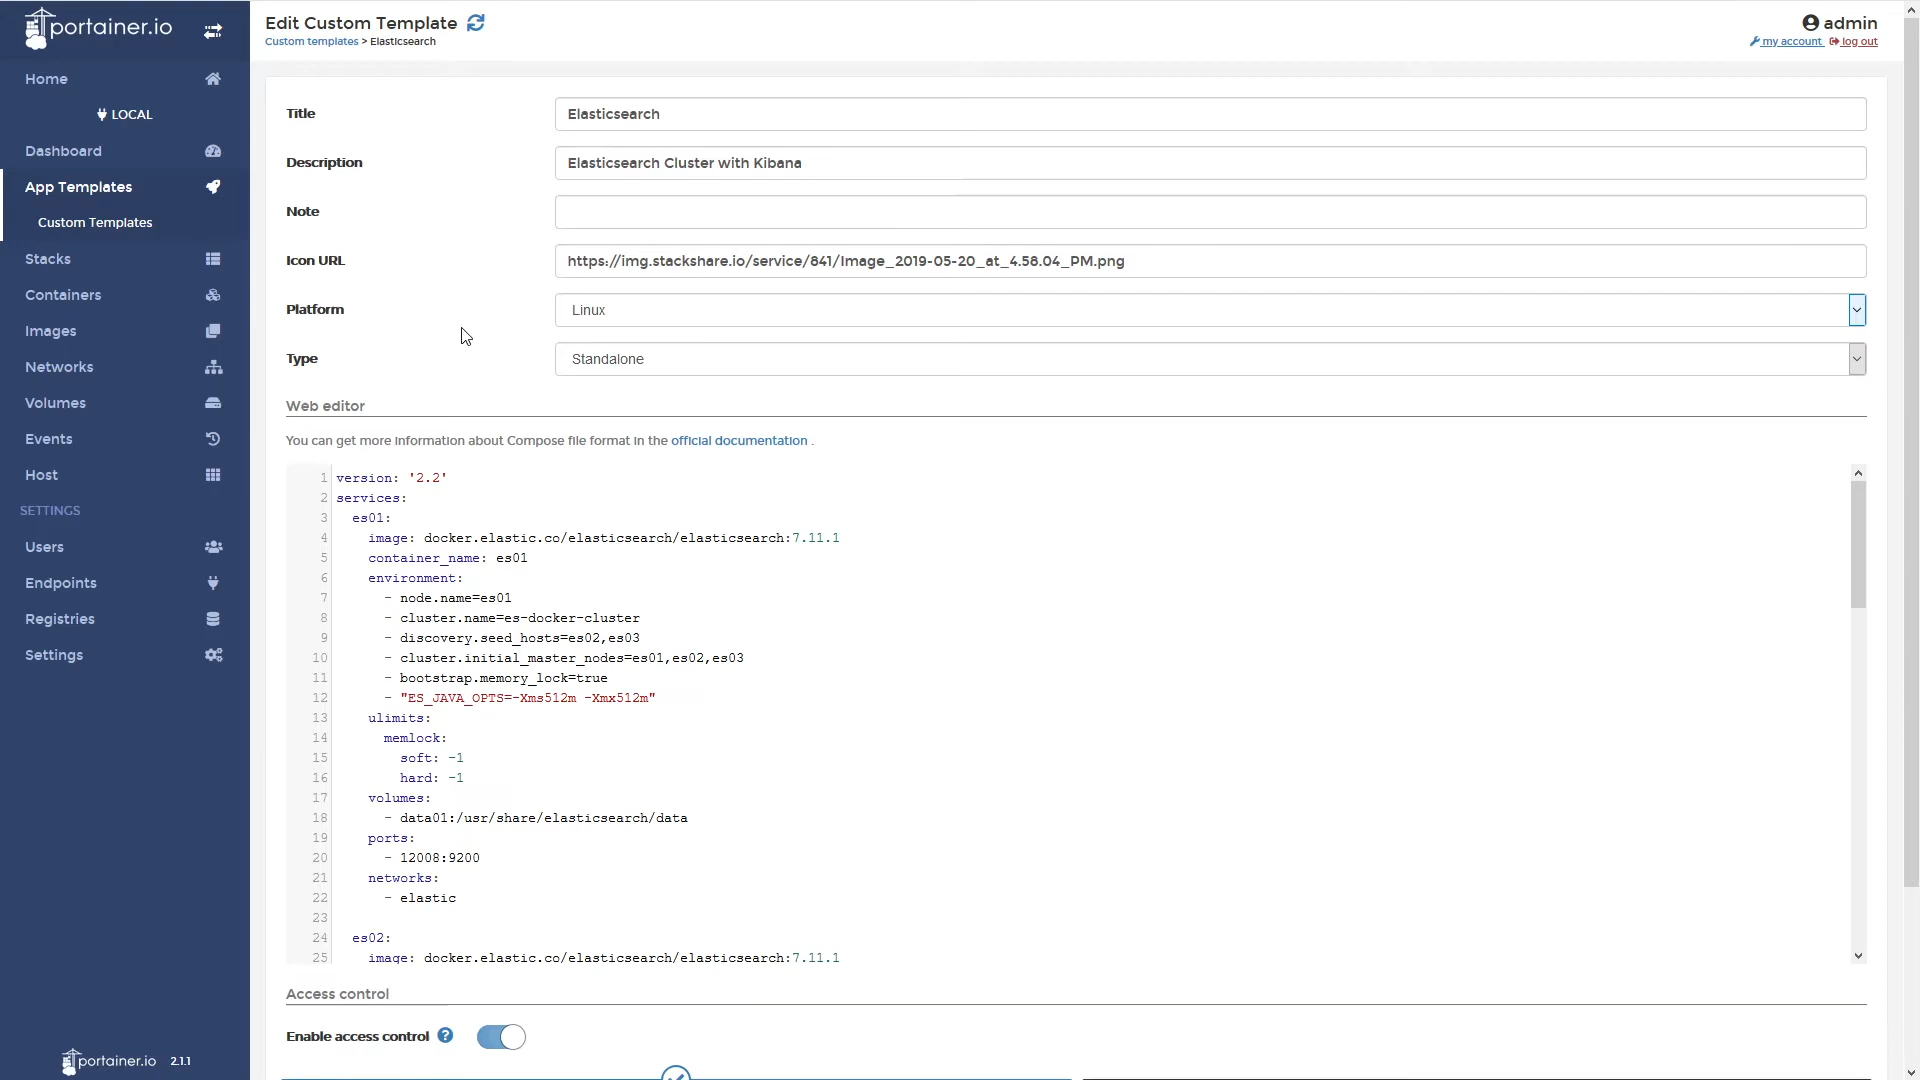 portainer.io
Home
LOCAL
Dashboard
App Templates
Custom Templates
Stacks
Containers
Images
Networks
Volumes
Events
Host
SETTINGS
Users
Endpoints
Registries
Settings
portainer.io 2.1.1
Edit Custom Template
Custom templates > Elasticsearch
admin
my account log out
Title Elasticsearch
Description Elasticsearch Cluster with Kibana
Note
Icon URL https://img.stackshare.io/service/841/Image_2019-05-20_at_4.58.04_PM.png
Platform Linux
Type Standalone
Web editor
You can get more information about Compose file format in the official documentation .
1 version: '2.2'
2 services:
3 es01:
4 image: docker.elastic.co/elasticsearch/elasticsearch:7.11.1
5 container_name: es01
6 environment:
7 - node.name=es01
8 - cluster.name=es-docker-cluster
9 - discovery.seed_hosts=es02,es03
10 - cluster.initial_master_nodes=es01,es02,es03
11 - bootstrap.memory_lock=true
12 - "ES_JAVA_OPTS=-Xms512m -Xmx512m"
13 ulimits:
14 memlock:
15 soft: -1
16 hard: -1
17 volumes:
18 - data01:/usr/share/elasticsearch/data
19 ports:
20 - 12008:9200
21 networks:
22 - elastic
23
24 es02:
25 image: docker.elastic.co/elasticsearch/elasticsearch:7.11.1
Access control
Enable access control ?